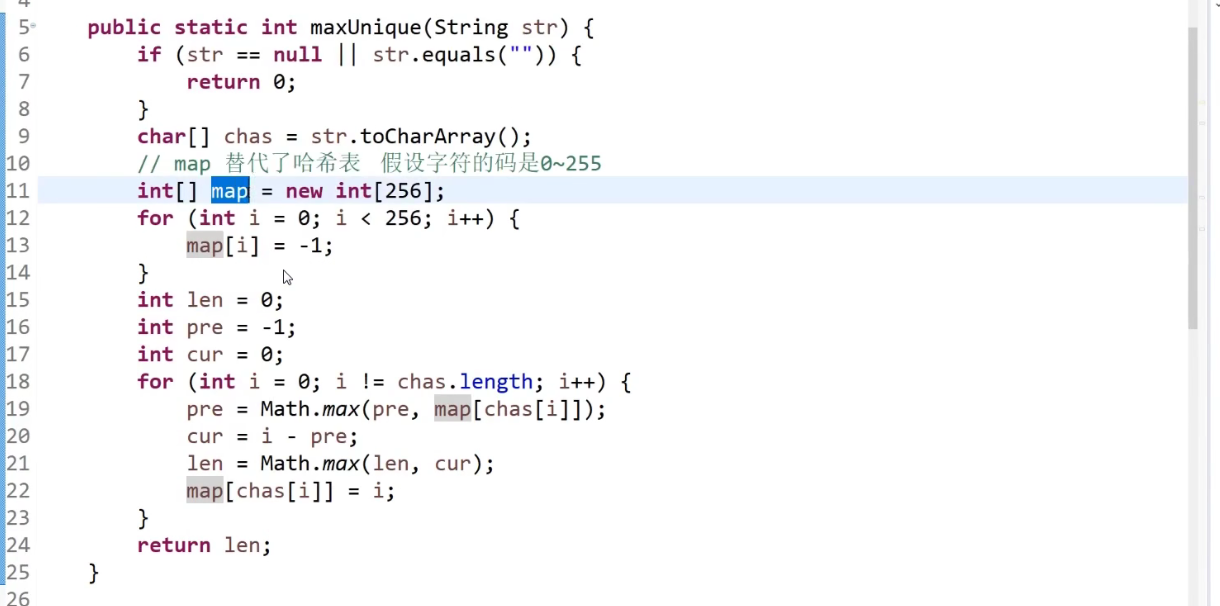 4
5 public static int maxUnique(String str) {
6 if (str == null || str.equals("")) {
7 return 0;
8 }
9 char[] chas = str.toCharArray();
10 // map 替代了哈希表 假设字符的码是0~255
11 int[] map = new int[256];
12 for (int i = 0; i < 256; i++) {
13 map[i] = -1;
14 }
15 int len = 0;
16 int pre = -1;
17 int cur = 0;
18 for (int i = 0; i != chas.length; i++) {
19 pre = Math.max(pre, map[chas[i]]);
20 cur = i - pre;
21 len = Math.max(len, cur);
22 map[chas[i]] = i;
23 }
24 return len;
25 }
26